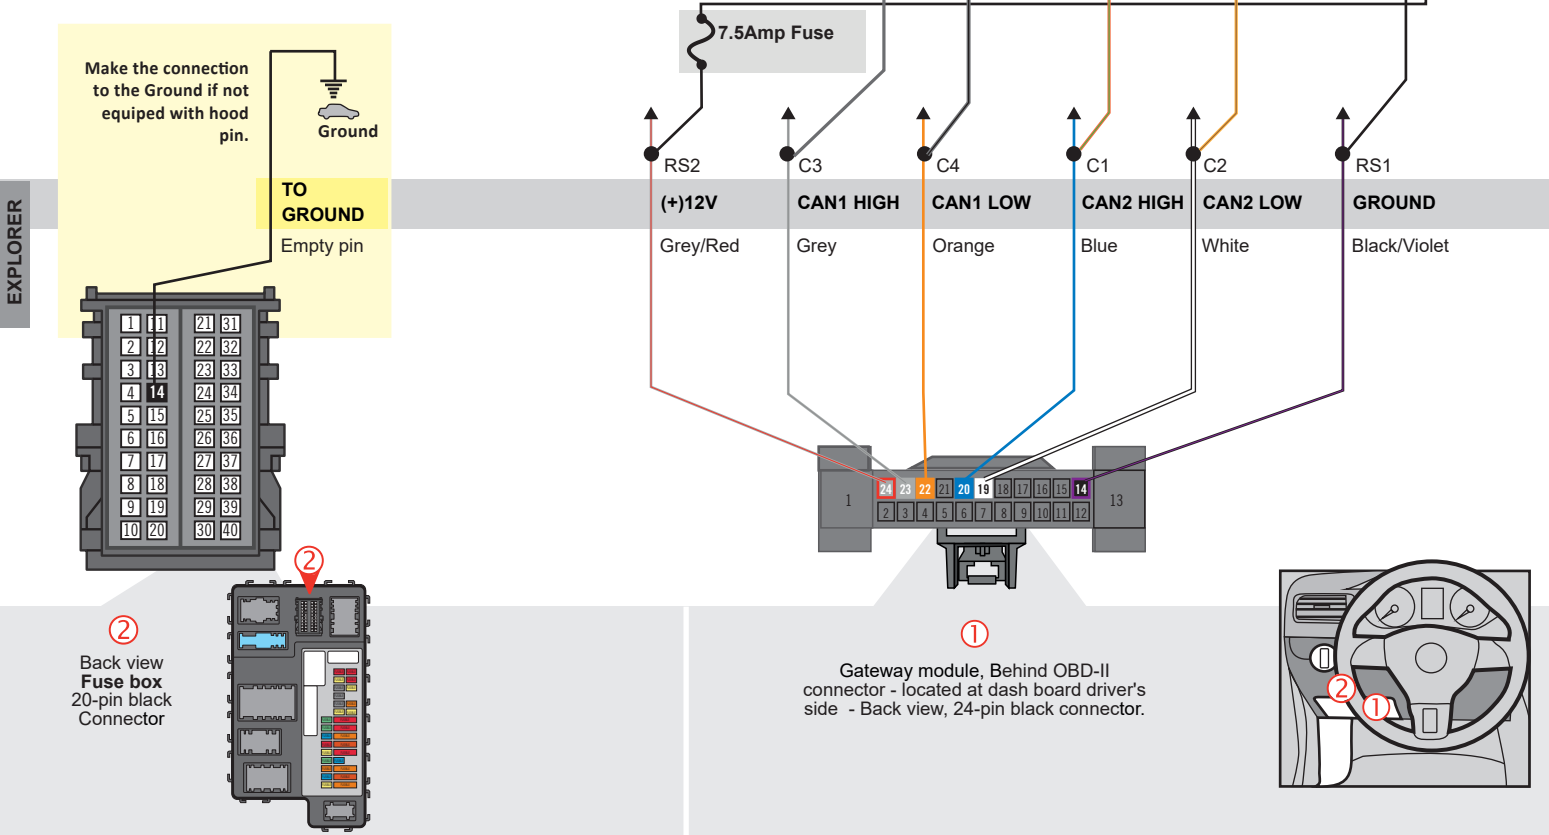 7.5Amp Fuse
Make the connection
to the Ground if not
equiped with hood
pin.
Ground
RS2
C3
C4
C1
C2
RS1
EXPLORER
TO
GROUND
(+)12V
CAN1 HIGH
CAN1 LOW
CAN2 HIGH
CAN2 LOW
GROUND
Empty pin
Grey/Red
Grey
Orange
Blue
White
Black/Violet
1 11 21 31
2 12 22 32
3 13 23 33
4 14 24 34
5 15 25 35
6 16 26 36
7 17 27 37
8 18 28 38
9 19 29 39
10 20 30 40
1
24 23 22 21 20 19 18 17 16 15 14
2 3 4 5 6 7 8 9 10 11 12
13
2
2
Back view
Fuse box
20-pin black
Connector
1
Gateway module, Behind OBD-II
connector - located at dash board driver's
side - Back view, 24-pin black connector.
2
1